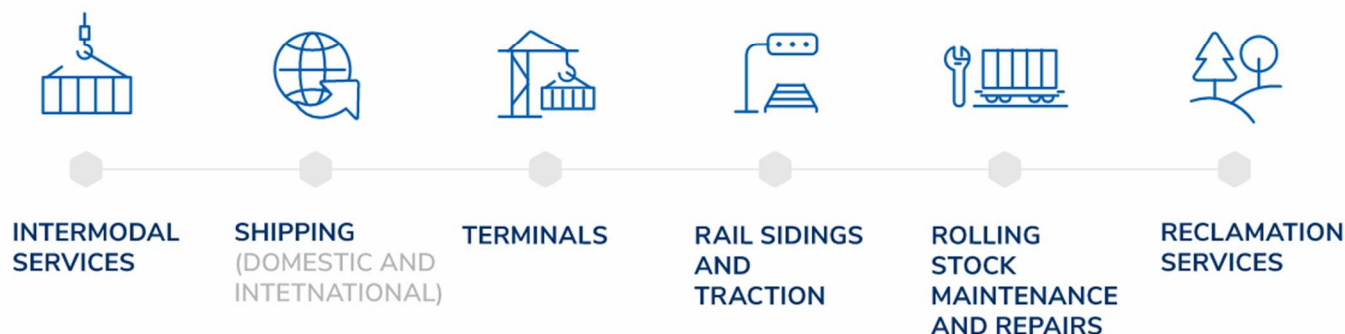 INTERMODAL
SERVICES
SHIPPING
(DOMESTIC AND
INTETNATIONAL)
TERMINALS
RAIL SIDINGS
AND
TRACTION
ROLLING
STOCK
MAINTENANCE
AND REPAIRS
RECLAMATION
SERVICES